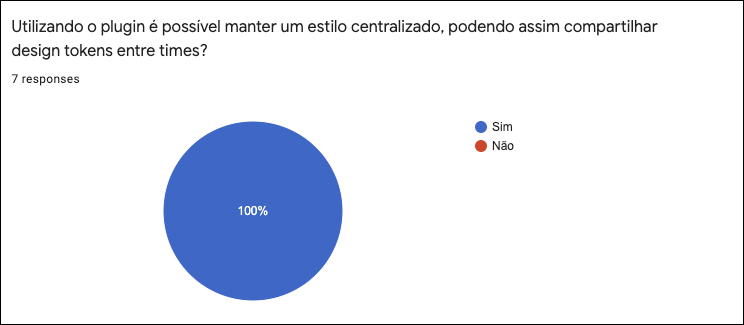 Utilizando o plugin é possível manter um estilo centralizado, podendo assim compartilhar
design tokens entre times?
7 responses
Sim
Não
100%